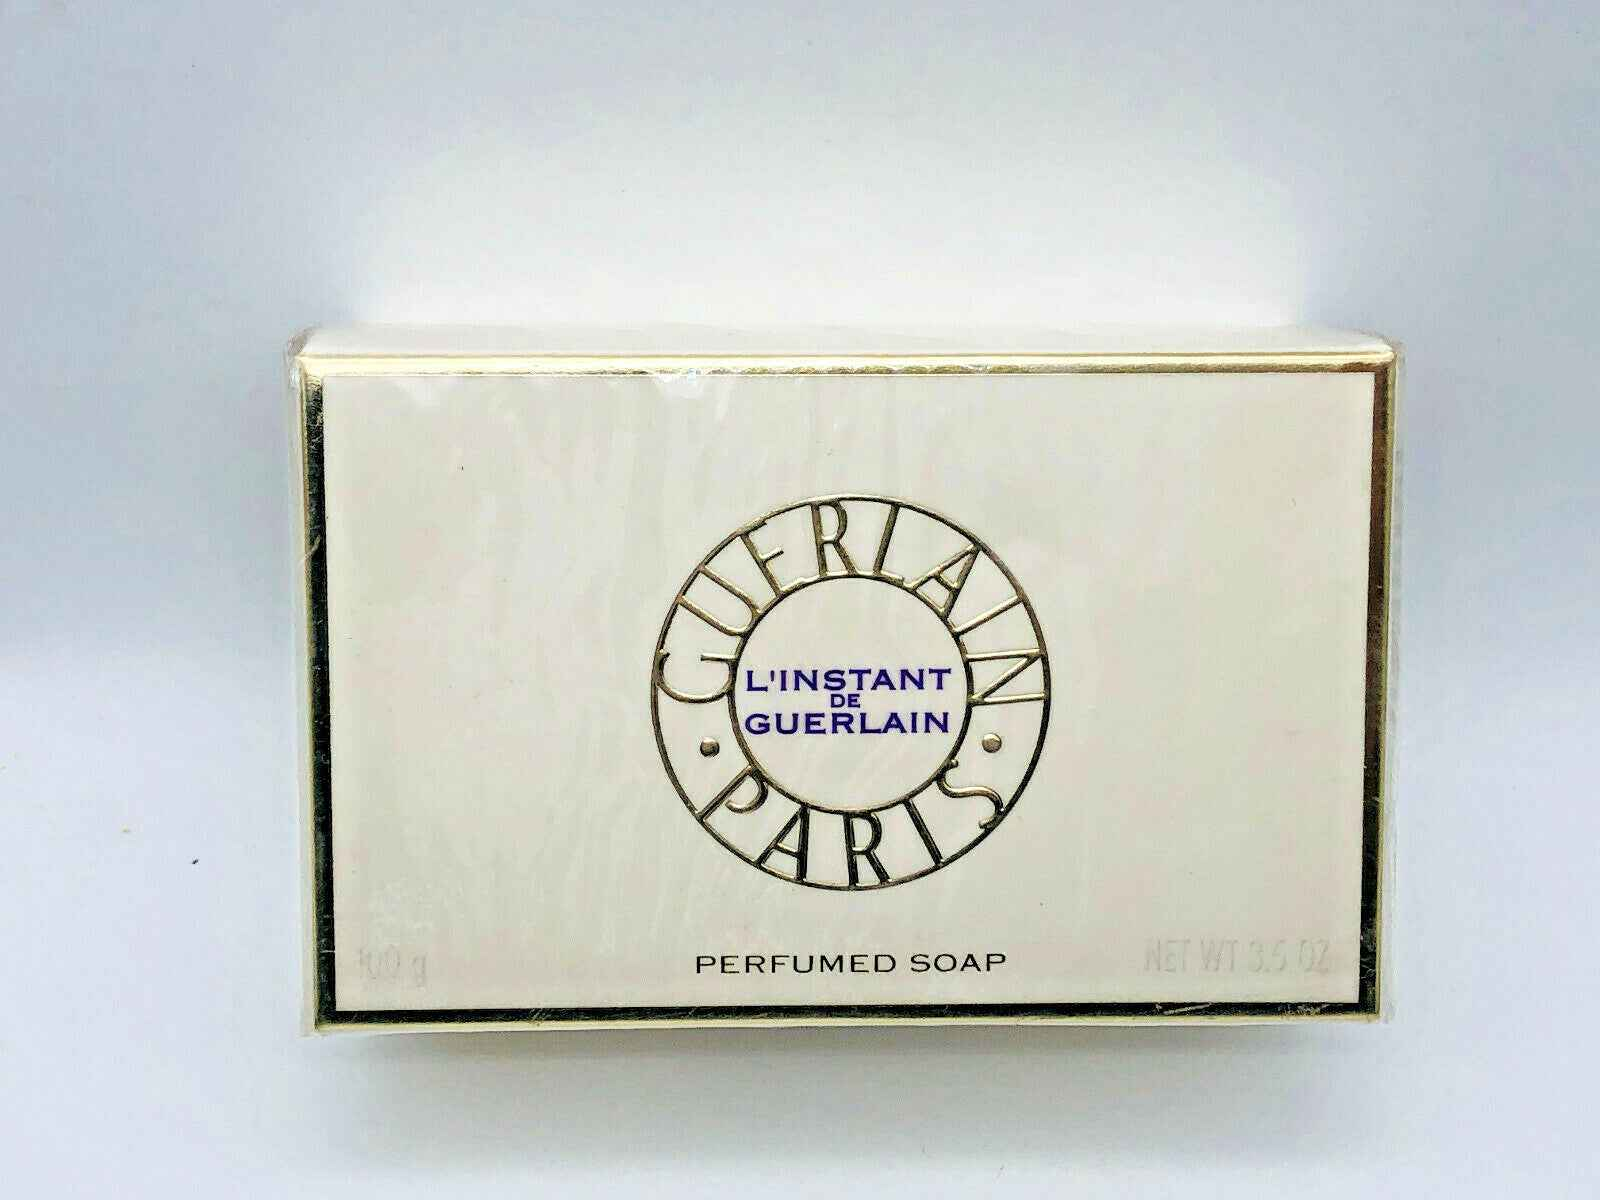 GUERLAIN
L'INSTANT
DE
GUERLAIN
• PARIS •
100 g
PERFUMED SOAP
NET WT 3.5 OZ